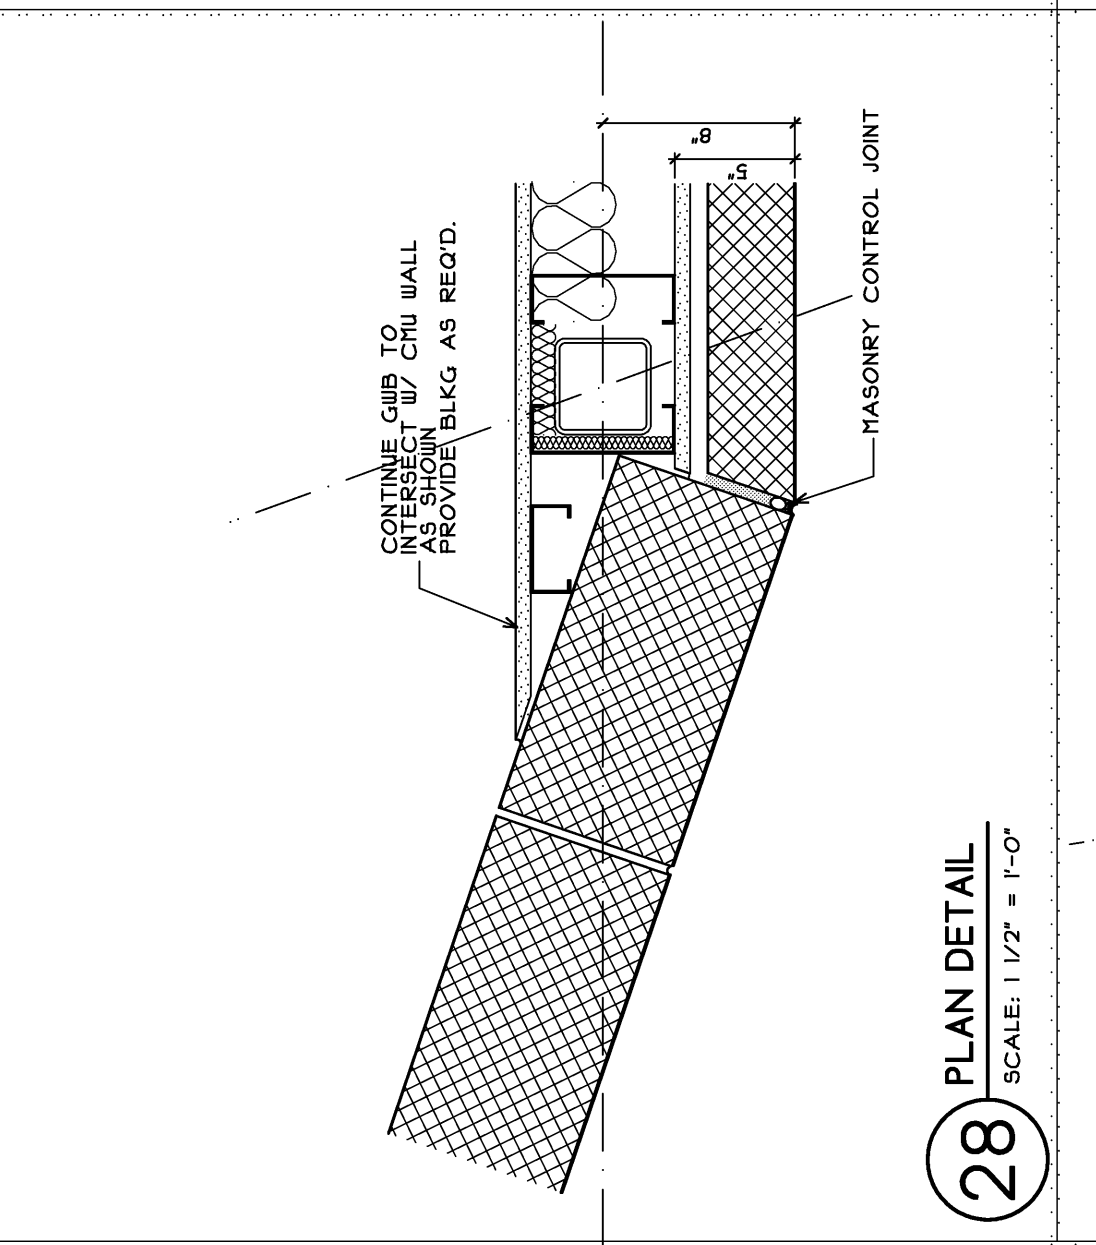 CONTINUE GWB TO
INTERSECT W/ CMU WALL
AS SHOWN
PROVIDE BLKG AS REQ'D.
8"
5"
MASONRY CONTROL JOINT
28
PLAN DETAIL
SCALE: 1 1/2" = 1'-0"